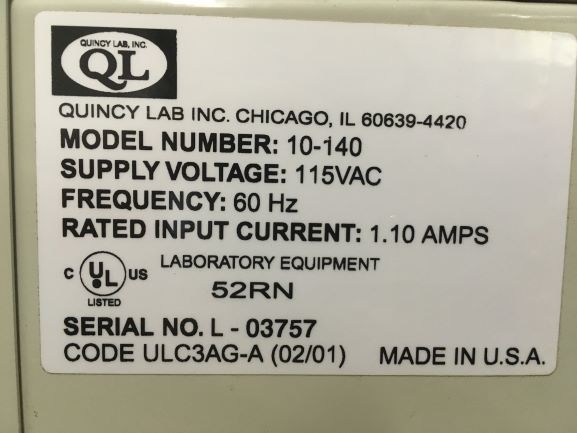 QUINCY LAB, INC.
QL
QUINCY LAB INC. CHICAGO, IL 60639-4420
MODEL NUMBER: 10-140
SUPPLY VOLTAGE: 115VAC
FREQUENCY: 60 Hz
RATED INPUT CURRENT: 1.10 AMPS
C UL US LABORATORY EQUIPMENT
LISTED 52RN
SERIAL NO. L - 03757
CODE ULC3AG-A (02/01) MADE IN U.S.A.